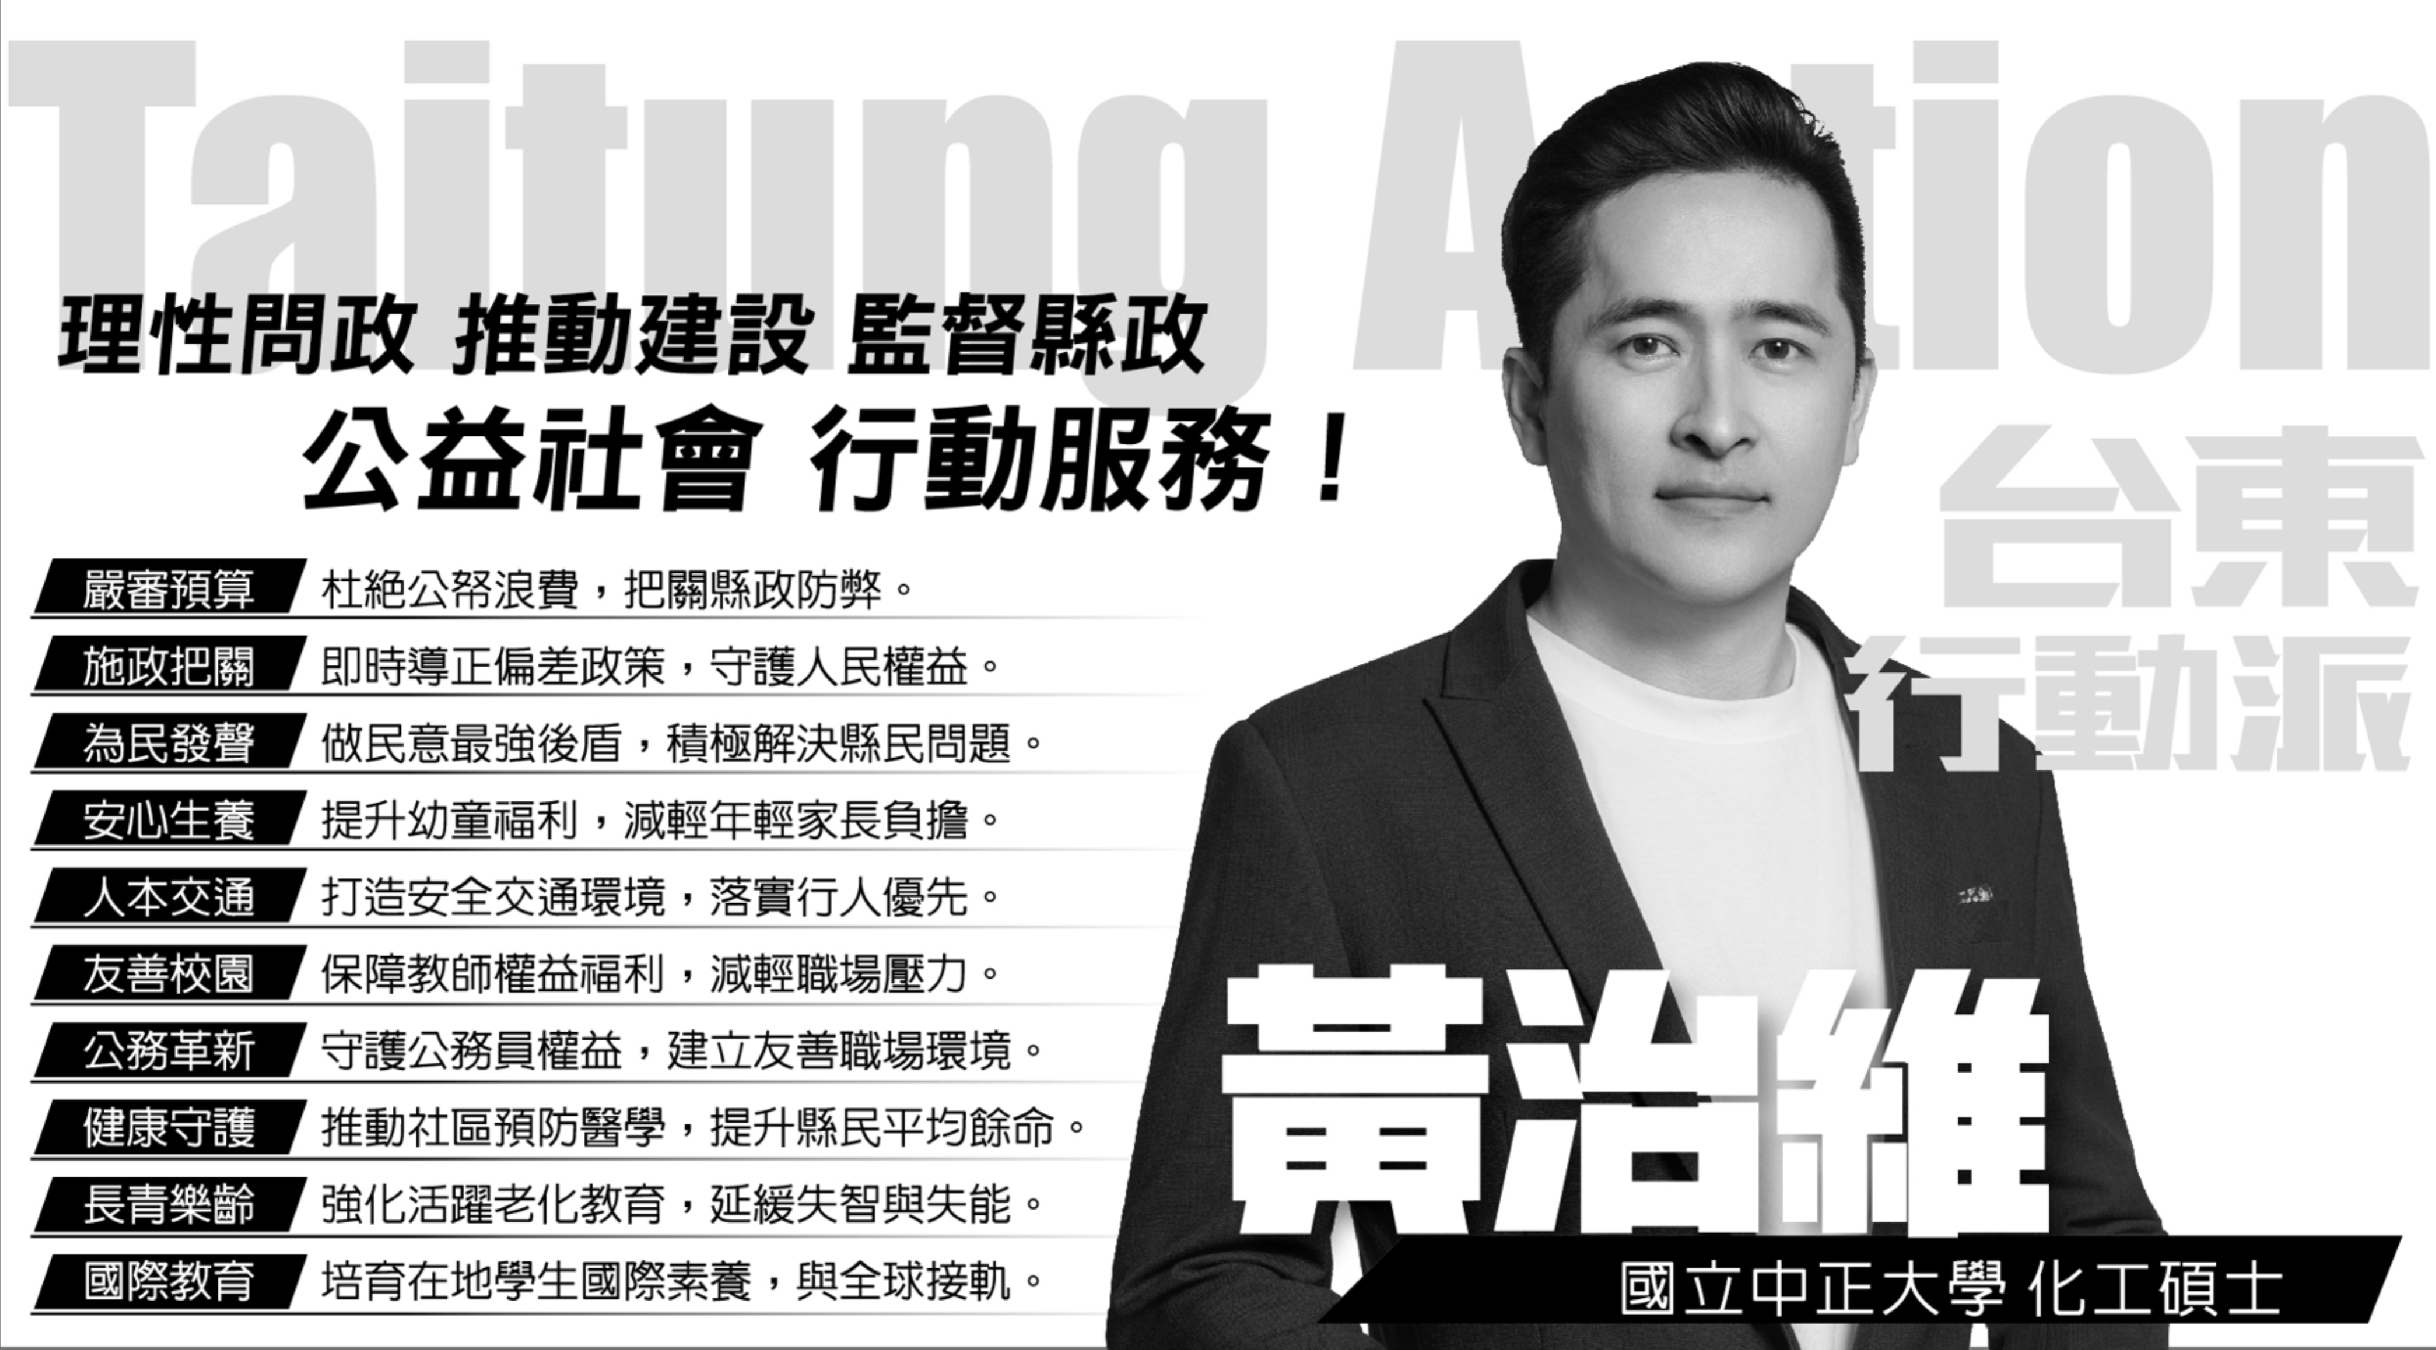 Taitung Action
理性問政 推動建設 監督縣政
公益社會 行動服務！
台東
行動派
嚴審預算 杜絕公帑浪費，把關縣政防弊。
施政把關 即時導正偏差政策，守護人民權益。
為民發聲 做民意最強後盾，積極解決縣民問題。
安心生養 提升幼童福利，減輕年輕家長負擔。
人本交通 打造安全交通環境，落實行人優先。
友善校園 保障教師權益福利，減輕職場壓力。
公務革新 守護公務員權益，建立友善職場環境。
健康守護 推動社區預防醫學，提升縣民平均餘命。
長青樂齡 強化活躍老化教育，延緩失智與失能。
國際教育 培育在地學生國際素養，與全球接軌。
黃治維
國立中正大學 化工碩士